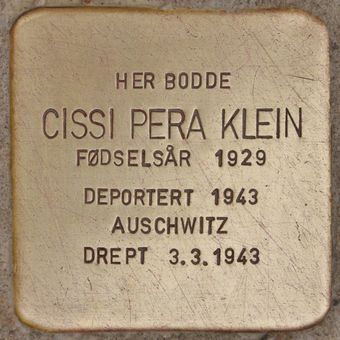 HER BODDE
CISSI PERA KLEIN
FØDSELSÅR 1929
DEPORTERT 1943
AUSCHWITZ
DREPT 3.3.1943